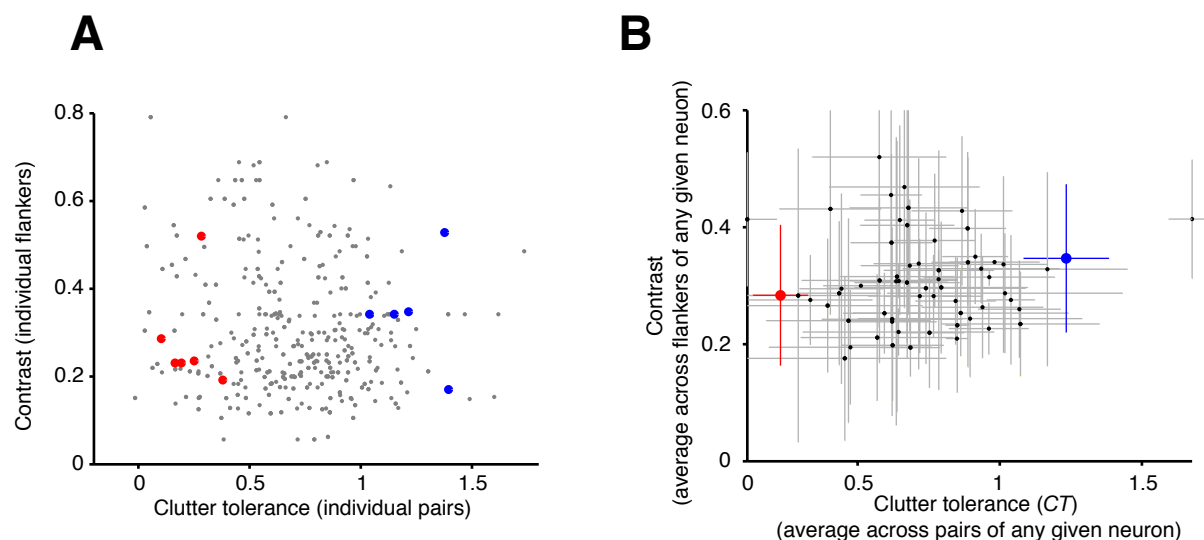 A
0.8
0.6
0.4
0.2
0
Contrast (individual flankers)
0
0.5
1
1.5
Clutter tolerance (individual pairs)
B
0.6
0.4
0.2
0
Contrast
(average across flankers of any given neuon)
0
0.5
1
1.5
Clutter tolerance (CT)
(average across pairs of any given neuron)